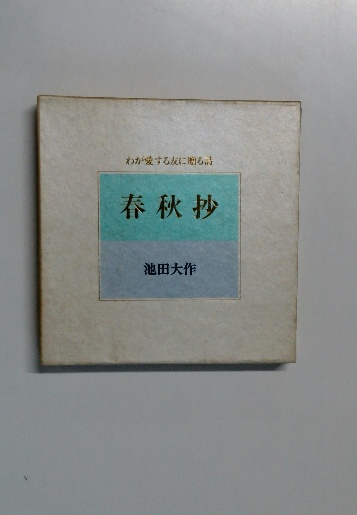 わが愛する友に贈る詩
春秋抄
池田大作